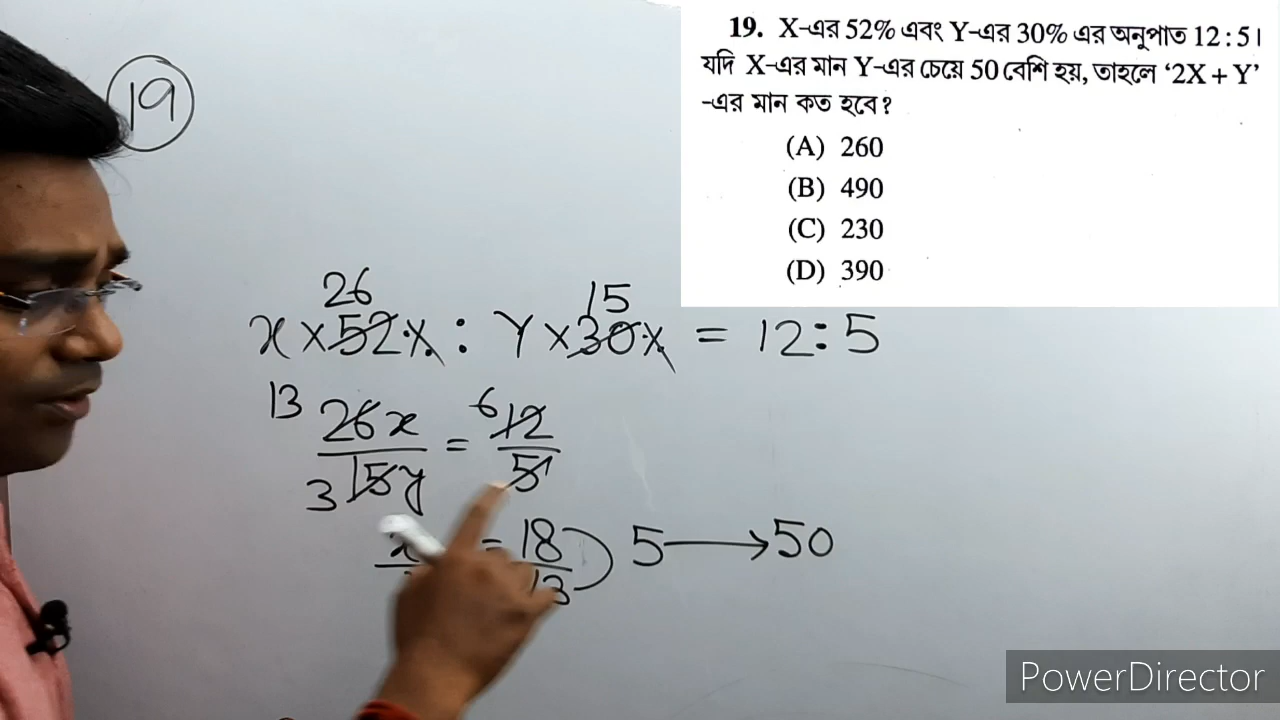 19. X-এর 52% এবং Y-এর 30% এর অনুপাত 12 : 5।
যদি X-এর মান Y-এর চেয়ে 50 বেশি হয়, তাহলে ‘2X + Y’
-এর মান কত হবে?
(A) 260
(B) 490
(C) 230
(D) 390
19
26 15
x × 52% : Y × 30% = 12 : 5
13 26x = 6 12
3 15y 5
x = 18 5 → 50
13
PowerDirector